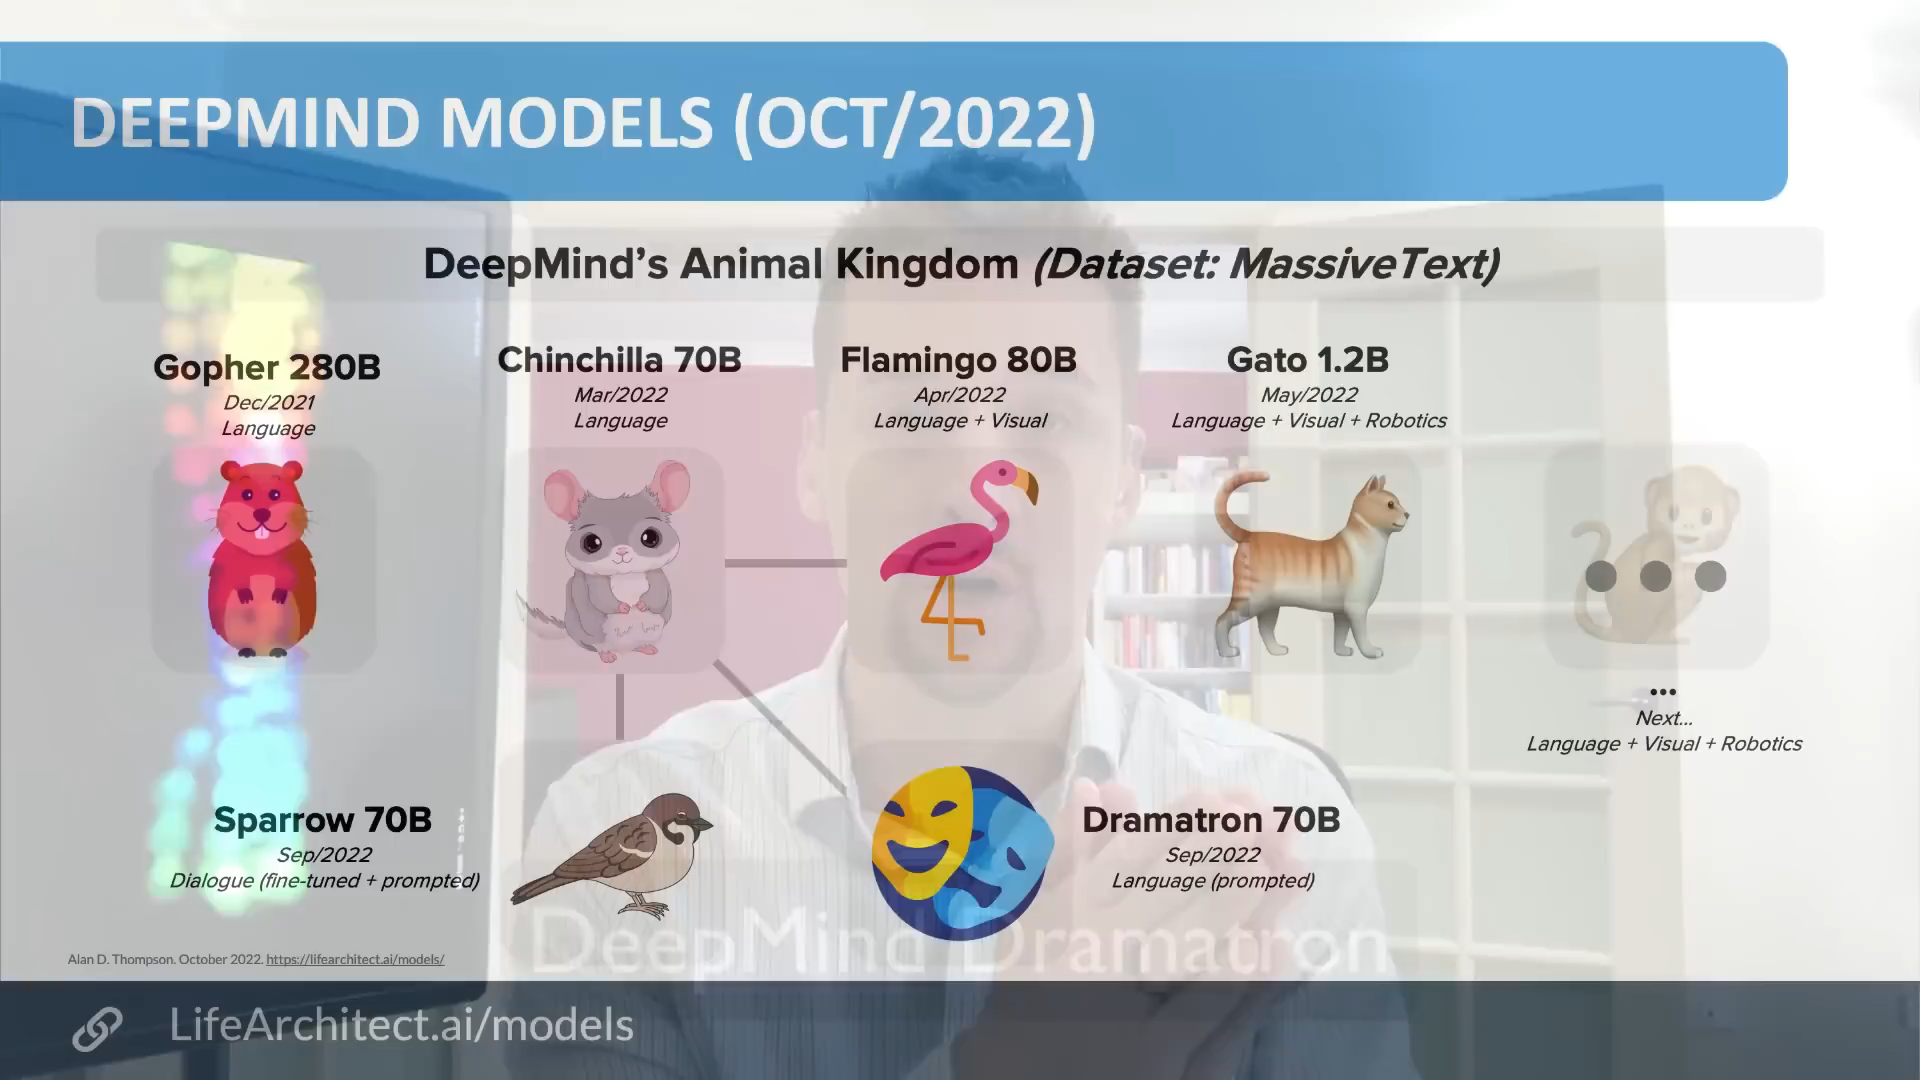 DEEPMIND MODELS (OCT/2022)
DeepMind's Animal Kingdom (Dataset: MassiveText)
Gopher 280B
Dec/2021
Language
Chinchilla 70B
Mar/2022
Language
Flamingo 80B
Apr/2022
Language + Visual
Gato 1.2B
May/2022
Language + Visual + Robotics
...
Next...
Language + Visual + Robotics
Sparrow 70B
Sep/2022
Dialogue (fine-tuned + prompted)
Dramatron 70B
Sep/2022
Language (prompted)
DeepMind Dramatron
Alan D. Thompson. October 2022. https://lifearchitect.ai/models/
LifeArchitect.ai/models